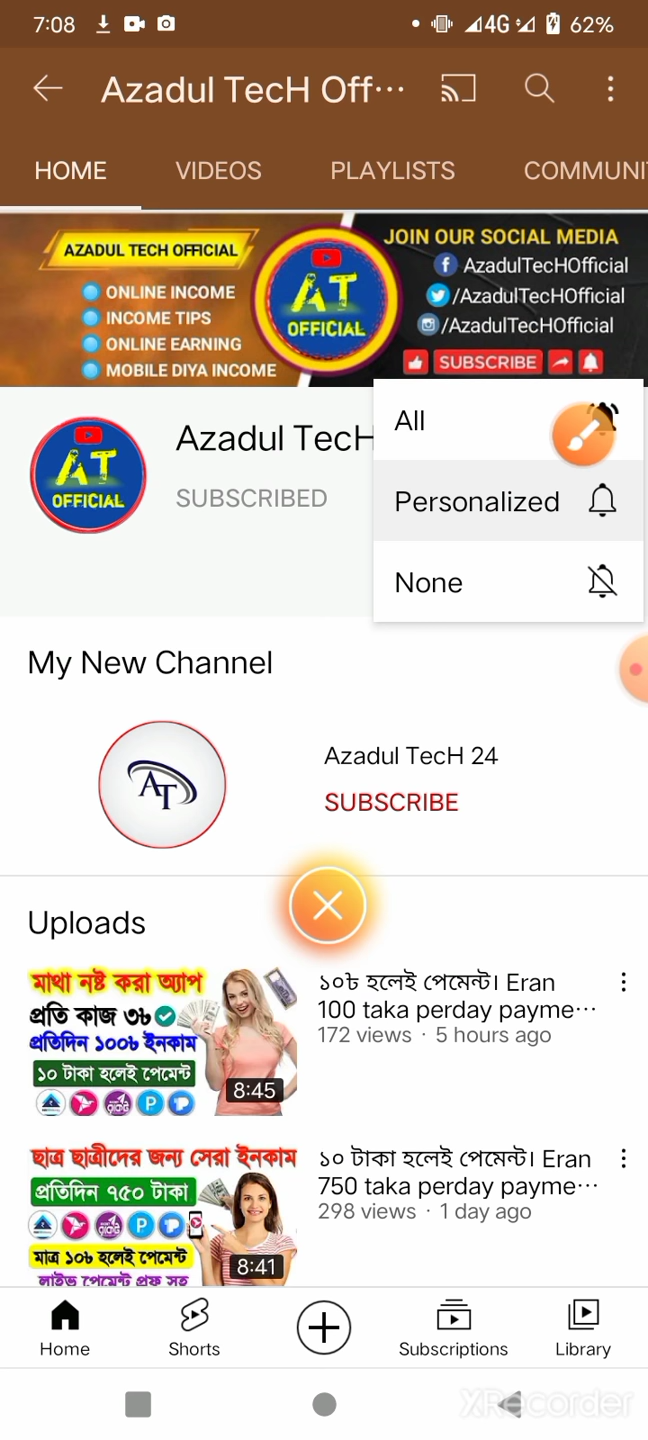 7:08
4G
62%
Azadul TecH Off···
HOME
VIDEOS
PLAYLISTS
COMMUNI
AZADUL TECH OFFICIAL
ONLINE INCOME
INCOME TIPS
ONLINE EARNING
MOBILE DIYA INCOME
AT
OFFICIAL
JOIN OUR SOCIAL MEDIA
AzadulTecHOfficial
/AzadulTecHOfficial
/AzadulTecHOfficial
SUBSCRIBE
All
Personalized
None
AT
OFFICIAL
Azadul TecH
SUBSCRIBED
My New Channel
AT
Azadul TecH 24
SUBSCRIBE
Uploads
মাথা নষ্ট করা অ্যাপ
প্রতি কাজ ৩৳
প্রতিদিন ১০০৳ ইনকাম
১০ টাকা হলেই পেমেন্ট
8:45
১০৳ হলেই পেমেন্ট। Eran
100 taka perday payme···
172 views · 5 hours ago
ছাত্র ছাত্রীদের জন্য সেরা ইনকাম
প্রতিদিন ৭৫০ টাকা
মাত্র ১০৳ হলেই পেমেন্ট
লাইভ পেমেন্ট প্রুফ সহ
8:41
১০ টাকা হলেই পেমেন্ট। Eran
750 taka perday payme···
298 views · 1 day ago
Home
Shorts
Subscriptions
Library
XRecorder